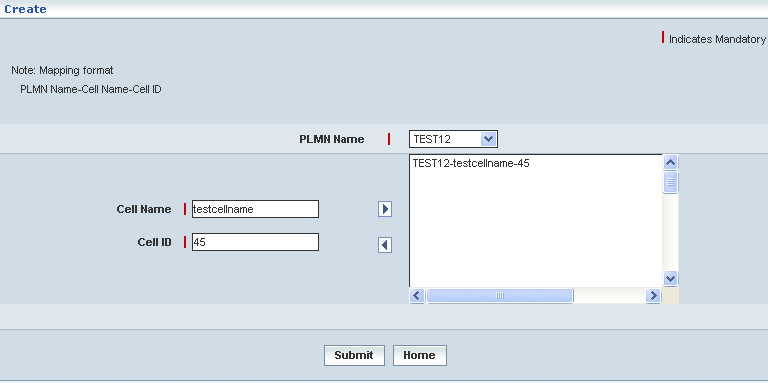 Create
Indicates Mandatory
Note: Mapping format
PLMN Name-Cell Name-Cell ID
PLMN Name TEST12
TEST12-testcellname-45
Cell Name testcellname
Cell ID 45
Submit Home